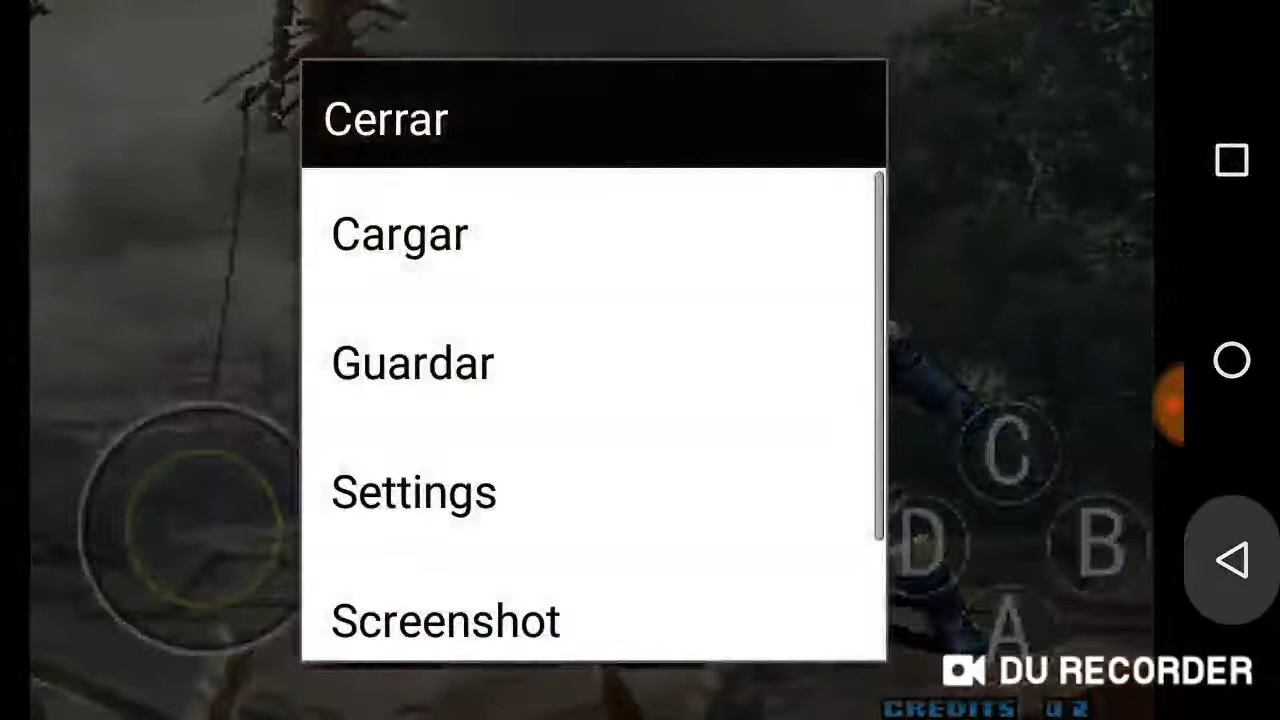 Cerrar
Cargar
Guardar
Settings
Screenshot
C
D
B
A
DU RECORDER
CREDITS 02